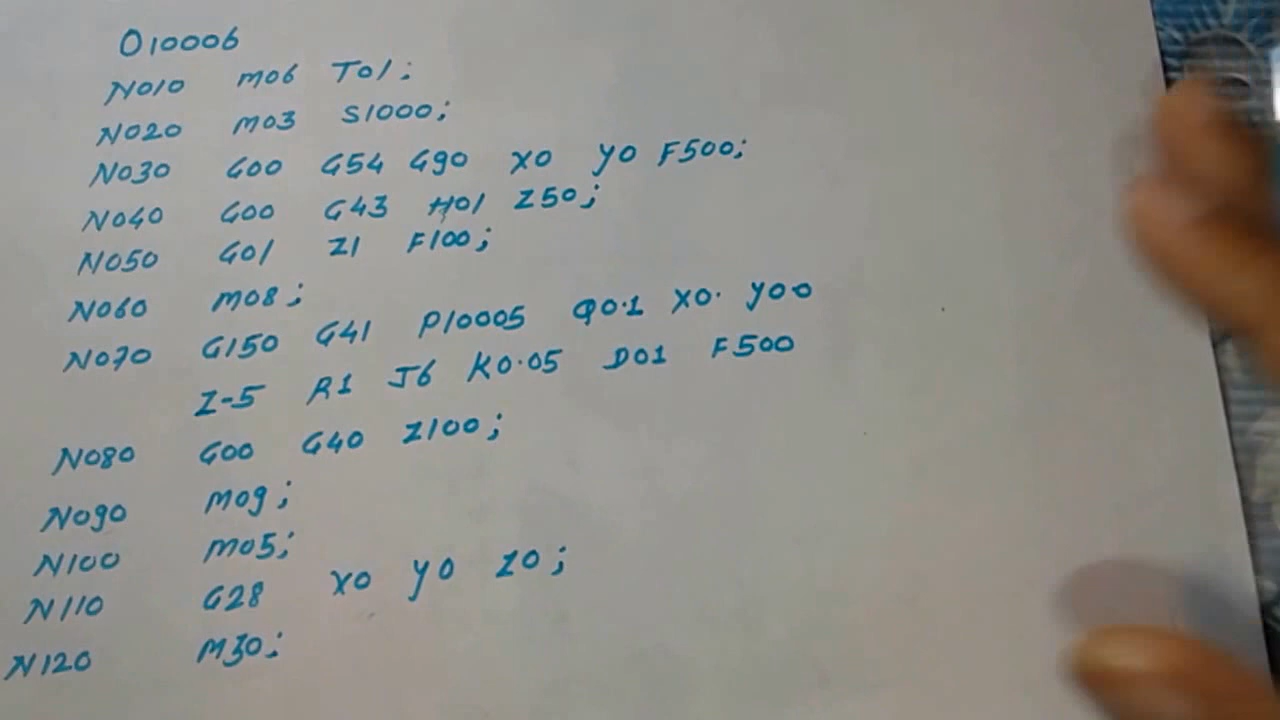 O10006
N010 M06 T01;
N020 M03 S1000;
N030 G00 G54 G90 X0 Y0 F500;
N040 G00 G43 H01 Z50;
N050 G01 Z1 F100;
N060 M08;
N070 G150 G41 P10005 Q0.1 X0. Y00
Z-5 R1 J6 K0.05 D01 F500
N080 G00 G40 Z100;
N090 M09;
N100 M05;
N110 G28 X0 Y0 Z0;
N120 M30;